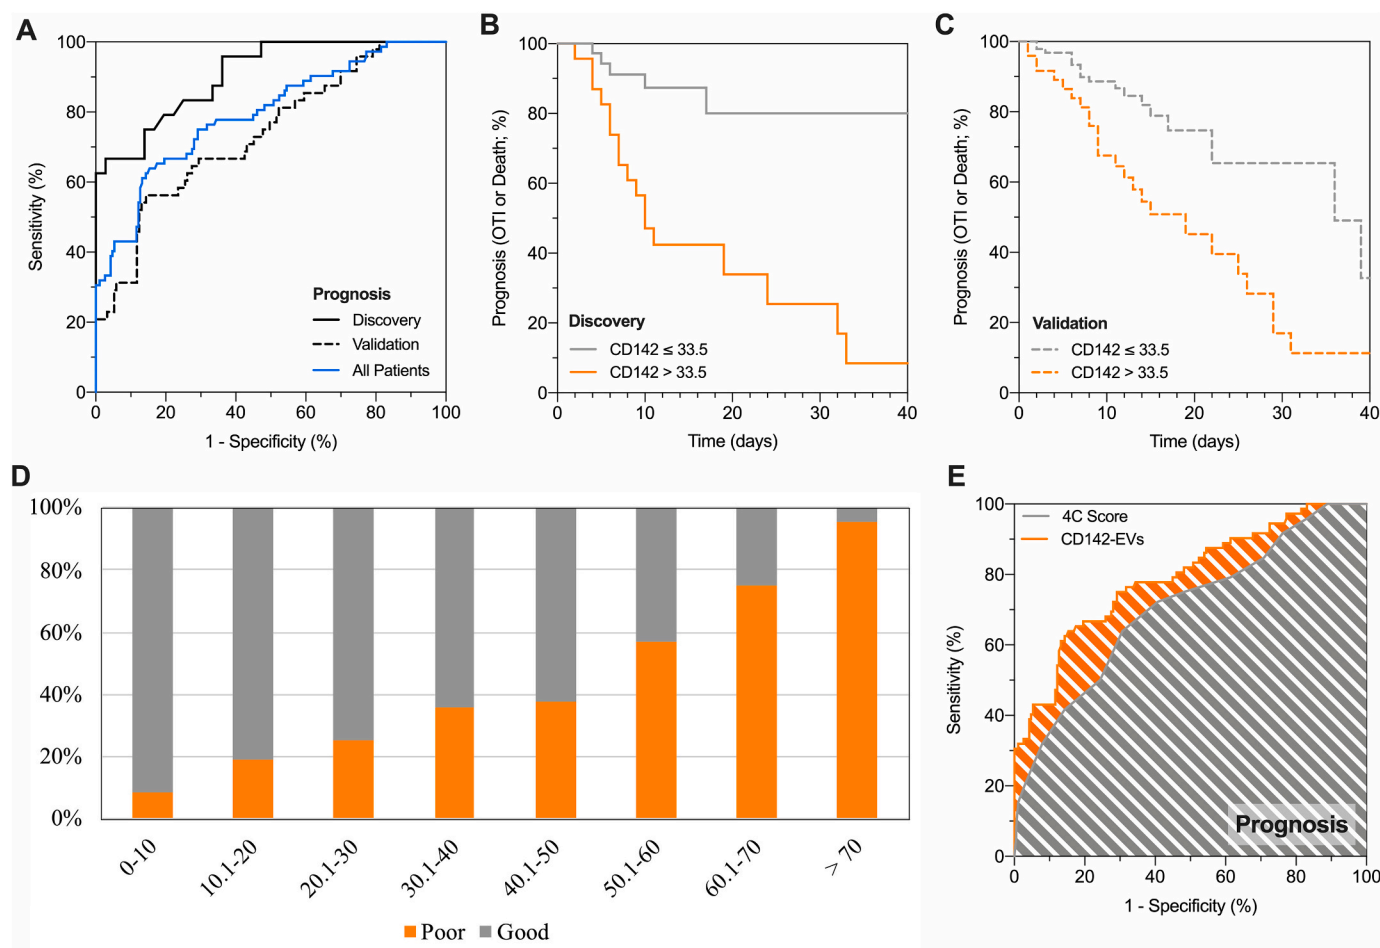 A
100
80
60
40
20
0
Sensitivity (%)
Prognosis
Discovery
Validation
All Patients
0 20 40 60 80 100
1 - Specificity (%)
B
100
80
60
40
20
0
Prognosis (OTI or Death; %)
Discovery
CD142 ≤ 33.5
CD142 > 33.5
0 10 20 30 40
Time (days)
C
100
80
60
40
20
0
Prognosis (OTI or Death; %)
Validation
CD142 ≤ 33.5
CD142 > 33.5
0 10 20 30 40
Time (days)
D
100%
80%
60%
40%
20%
0%
0-10 10.1-20 20.1-30 30.1-40 40.1-50 50.1-60 60.1-70 > 70
Poor Good
E
100
80
60
40
20
0
Sensitivity (%)
4C Score
CD142-EVs
Prognosis
0 20 40 60 80 100
1 - Specificity (%)